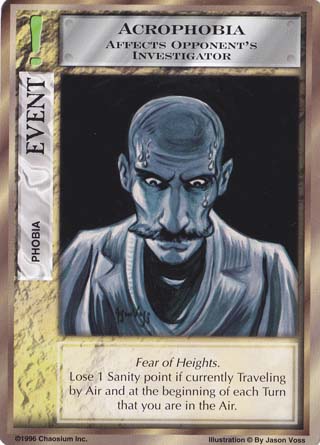 ACROPHOBIA
AFFECTS OPPONENT'S
INVESTIGATOR
!
EVENT
PHOBIA
Fear of Heights.
Lose 1 Sanity point if currently Traveling
by Air and at the beginning of each Turn
that you are in the Air.
©1996 Chaosium Inc.
Illustration © By Jason Voss